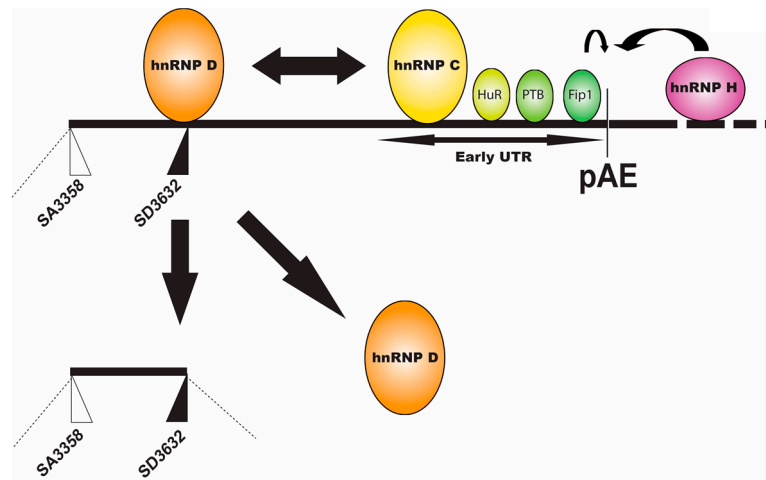 hnRNP D
hnRNP C
HuR
PTB
Fip1
hnRNP H
Early UTR
pAE
SA3358
SD3632
hnRNP D
SA3358
SD3632